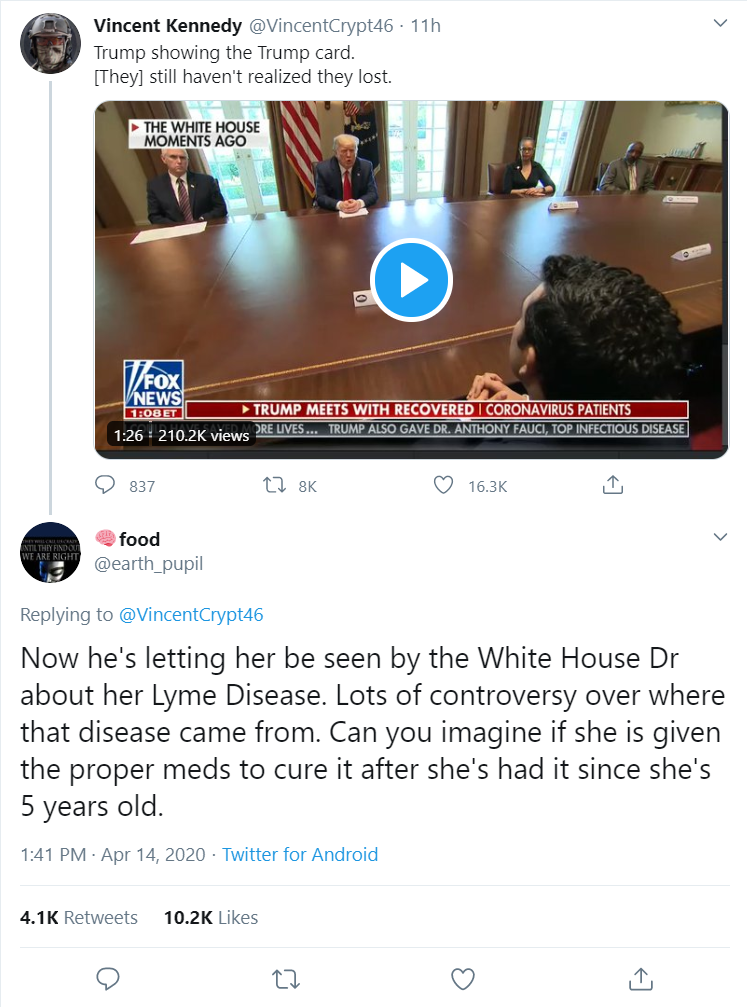 Vincent Kennedy @VincentCrypt46 · 11h
Trump showing the Trump card.
[They] still haven't realized they lost.
THE WHITE HOUSE
MOMENTS AGO
FOX
NEWS
1:08 ET
TRUMP MEETS WITH RECOVERED | CORONAVIRUS PATIENTS
COULD HAVE SAVED MORE LIVES... TRUMP ALSO GAVE DR. ANTHONY FAUCI, TOP INFECTIOUS DISEASE
1:26 210.2K views
837 8K 16.3K
UNTIL THEY FIND OUT
WE ARE RIGHT
food
@earth_pupil
Replying to @VincentCrypt46
Now he's letting her be seen by the White House Dr
about her Lyme Disease. Lots of controversy over where
that disease came from. Can you imagine if she is given
the proper meds to cure it after she's had it since she's
5 years old.
1:41 PM · Apr 14, 2020 · Twitter for Android
4.1K Retweets 10.2K Likes